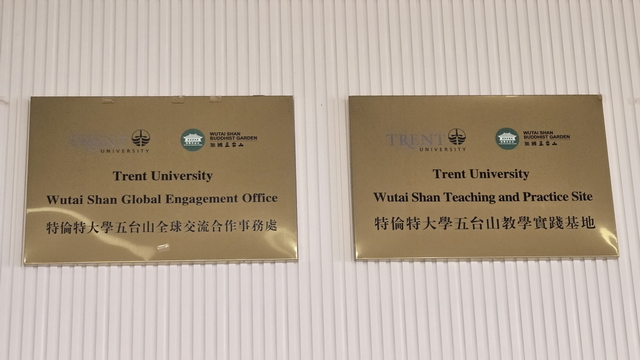 TRENT
UNIVERSITY
WUTAI SHAN
BUDDHIST GARDEN
Trent University
Wutai Shan Global Engagement Office
特倫特大學五台山全球交流合作事務處
TRENT
UNIVERSITY
WUTAI SHAN
BUDDHIST GARDEN
Trent University
Wutai Shan Teaching and Practice Site
特倫特大學五台山教學實踐基地